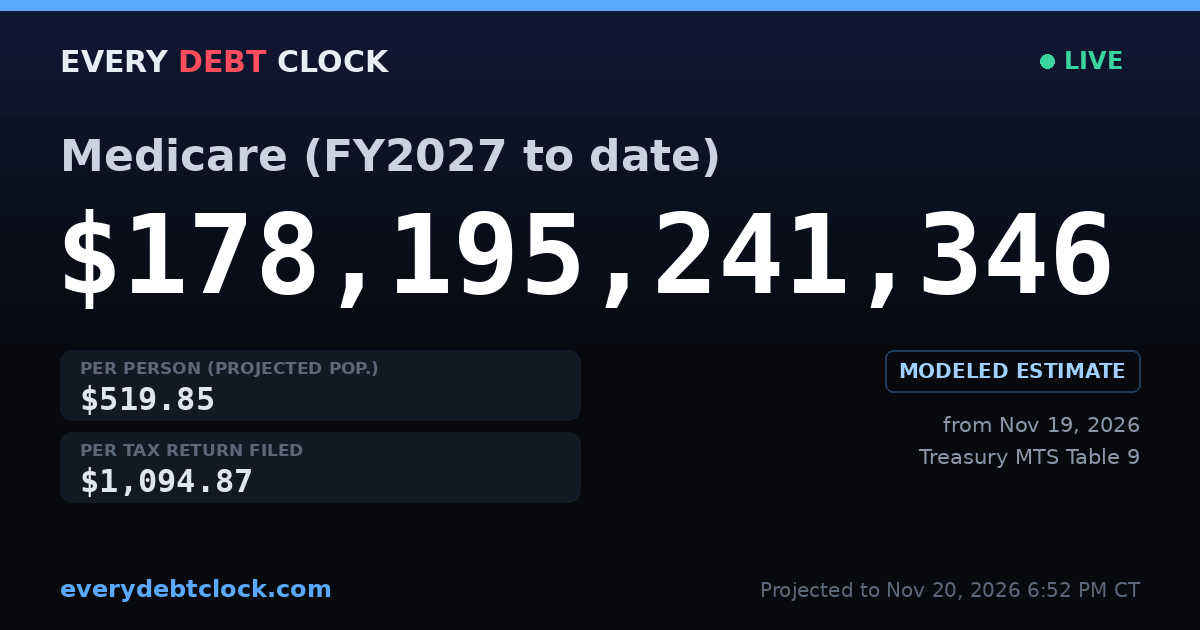 EVERY DEBT CLOCK
LIVE
Medicare (FY2027 to date)
$178,195,241,346
PER PERSON (PROJECTED POP.)
$519.85
PER TAX RETURN FILED
$1,094.87
MODELED ESTIMATE
from Nov 19, 2026
Treasury MTS Table 9
everydebtclock.com
Projected to Nov 20, 2026 6:52 PM CT